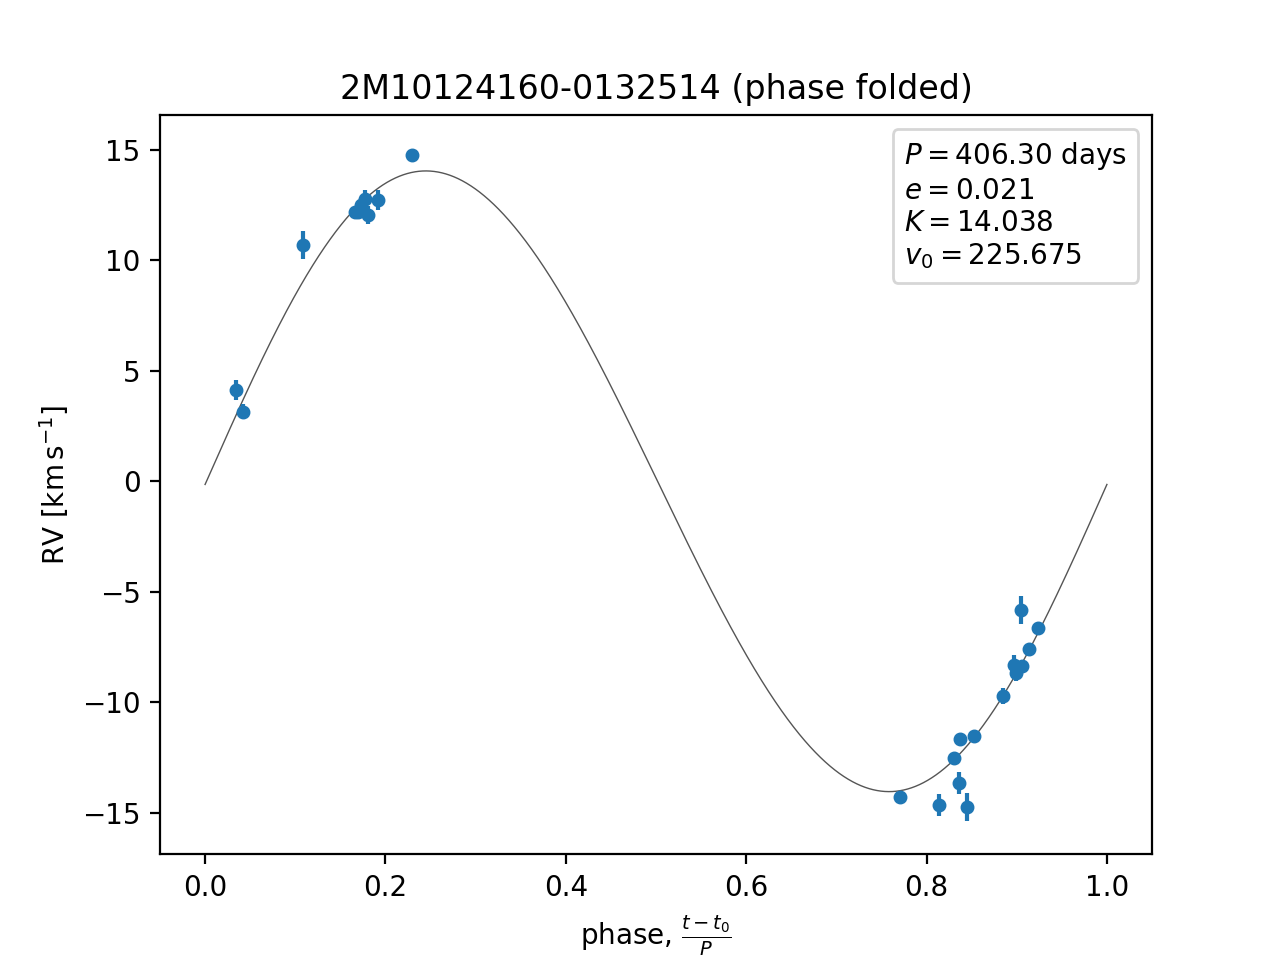 2M10124160-0132514 (phase folded)
P = 406.30 days
e = 0.021
K = 14.038
v₀ = 225.675
RV [km s⁻¹]
15
10
5
0
−5
−10
−15
0.0 0.2 0.4 0.6 0.8 1.0
phase, (t − t₀)/P